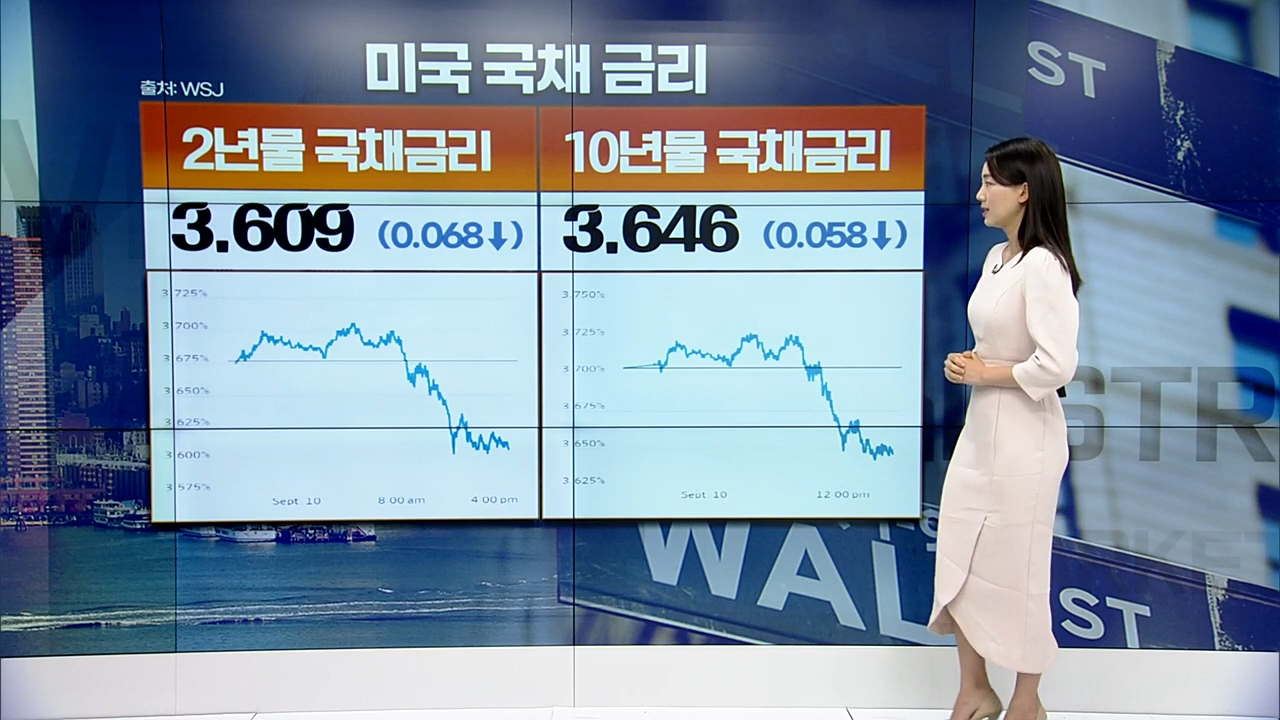 미국 국채 금리
출처: WSJ
2년물 국채금리
10년물 국채금리
3.609 (0.068↓)
3.646 (0.058↓)
3.725%
3.700%
3.675%
3.650%
3.625%
3.600%
3.575%
Sept. 10
8:00 am
4:00 pm
3.750%
3.725%
3.700%
3.675%
3.650%
3.625%
Sept. 10
12:00 pm
ST
STR
WALL
ST